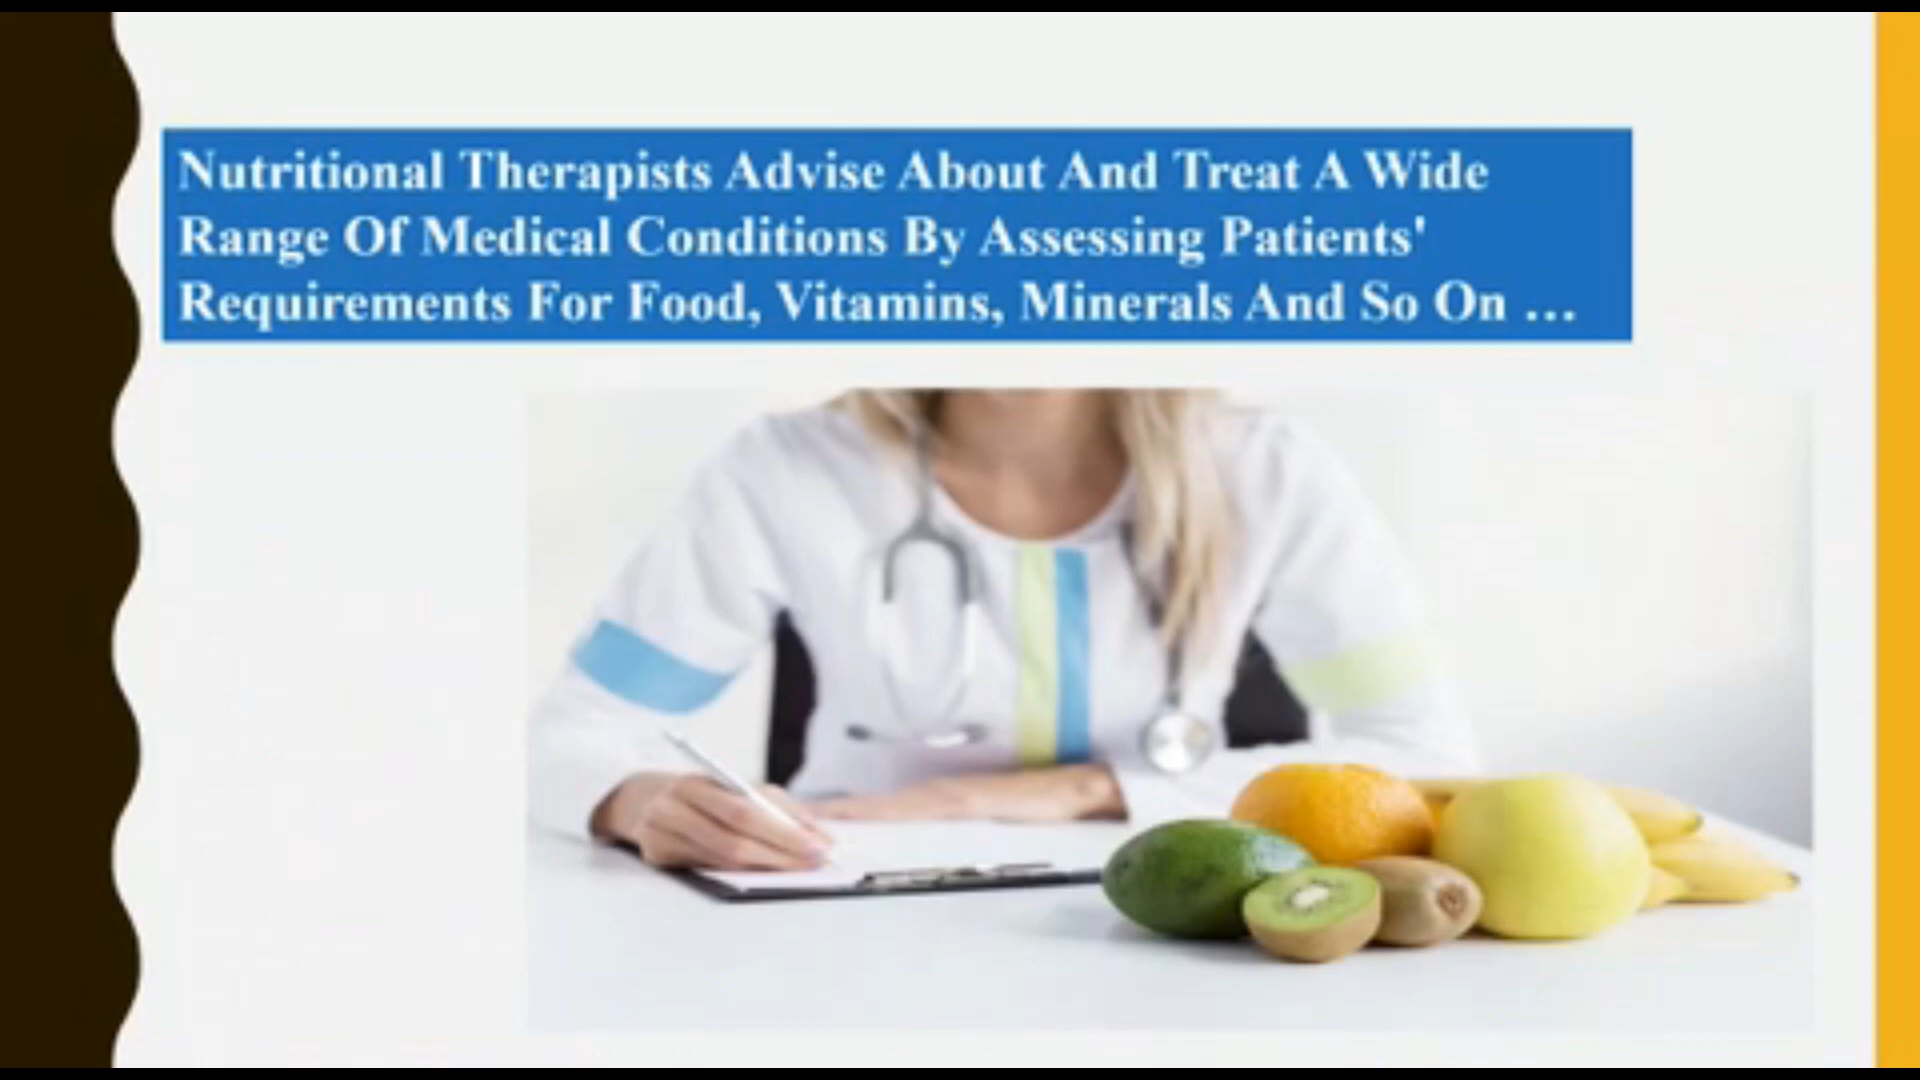 Nutritional Therapists Advise About And Treat A Wide
Range Of Medical Conditions By Assessing Patients'
Requirements For Food, Vitamins, Minerals And So On ...